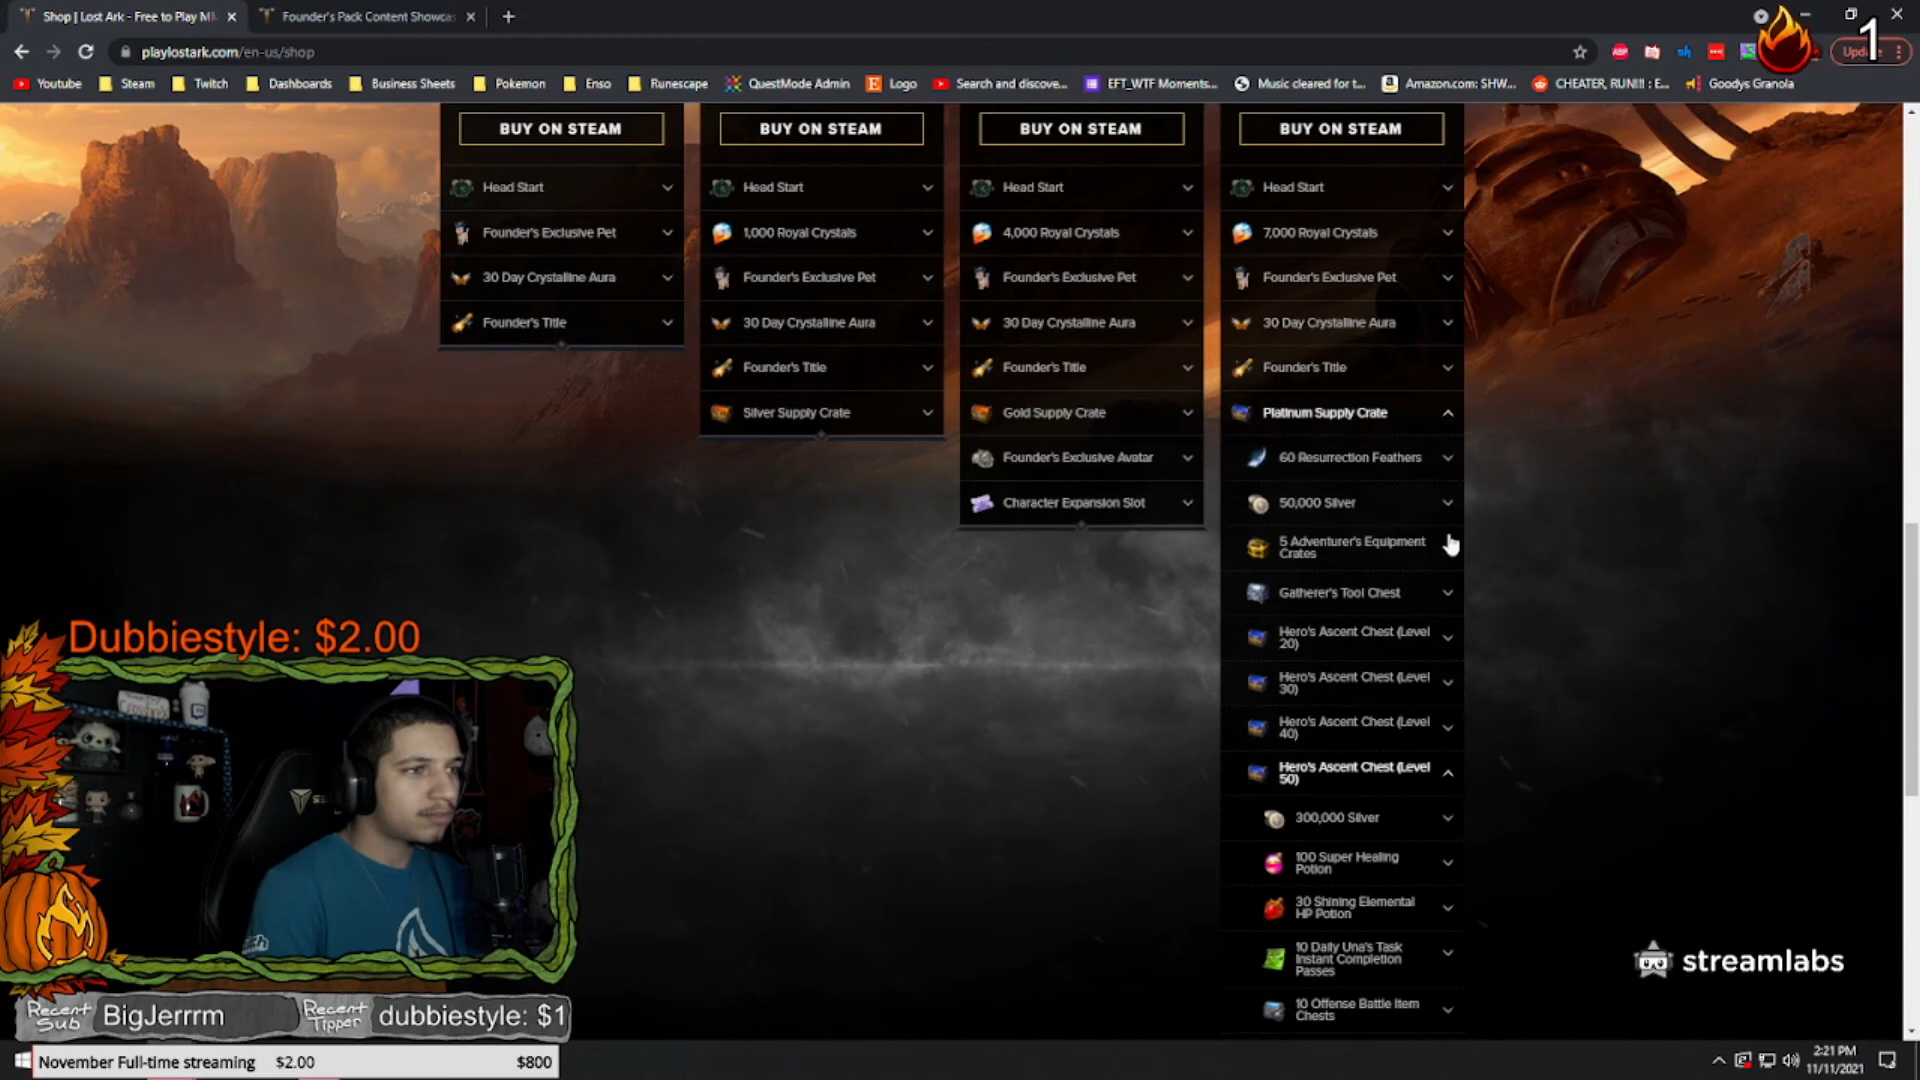 Shop | Lost Ark - Free to Play M
Founder's Pack Content Showca
playlostark.com/en-us/shop
1
Youtube
Steam
Twitch
Dashboards
Business Sheets
Pokemon
Enso
Runescape
QuestMode Admin
Logo
Search and discove...
EFT_WTF Moments...
Music cleared for t...
Amazon.com: SHW...
CHEATER, RUN!!! : E...
Goodys Granola
BUY ON STEAM
Head Start
Founder's Exclusive Pet
30 Day Crystalline Aura
Founder's Title
BUY ON STEAM
Head Start
1,000 Royal Crystals
Founder's Exclusive Pet
30 Day Crystalline Aura
Founder's Title
Silver Supply Crate
BUY ON STEAM
Head Start
4,000 Royal Crystals
Founder's Exclusive Pet
30 Day Crystalline Aura
Founder's Title
Gold Supply Crate
Founder's Exclusive Avatar
Character Expansion Slot
BUY ON STEAM
Head Start
7,000 Royal Crystals
Founder's Exclusive Pet
30 Day Crystalline Aura
Founder's Title
Platinum Supply Crate
60 Resurrection Feathers
50,000 Silver
5 Adventurer's Equipment
Crates
Gatherer's Tool Chest
Hero's Ascent Chest (Level
20)
Hero's Ascent Chest (Level
30)
Hero's Ascent Chest (Level
40)
Hero's Ascent Chest (Level
50)
300,000 Silver
100 Super Healing
Potion
30 Shining Elemental
HP Potion
10 Daily Una's Task
Instant Completion
Passes
10 Offense Battle Item
Chests
Dubbiestyle: $2.00
Recent
Sub
BigJerrrm
Recent
Tipper
dubbiestyle: $1
November Full-time streaming $2.00 $800
streamlabs
2:21 PM
11/11/2021